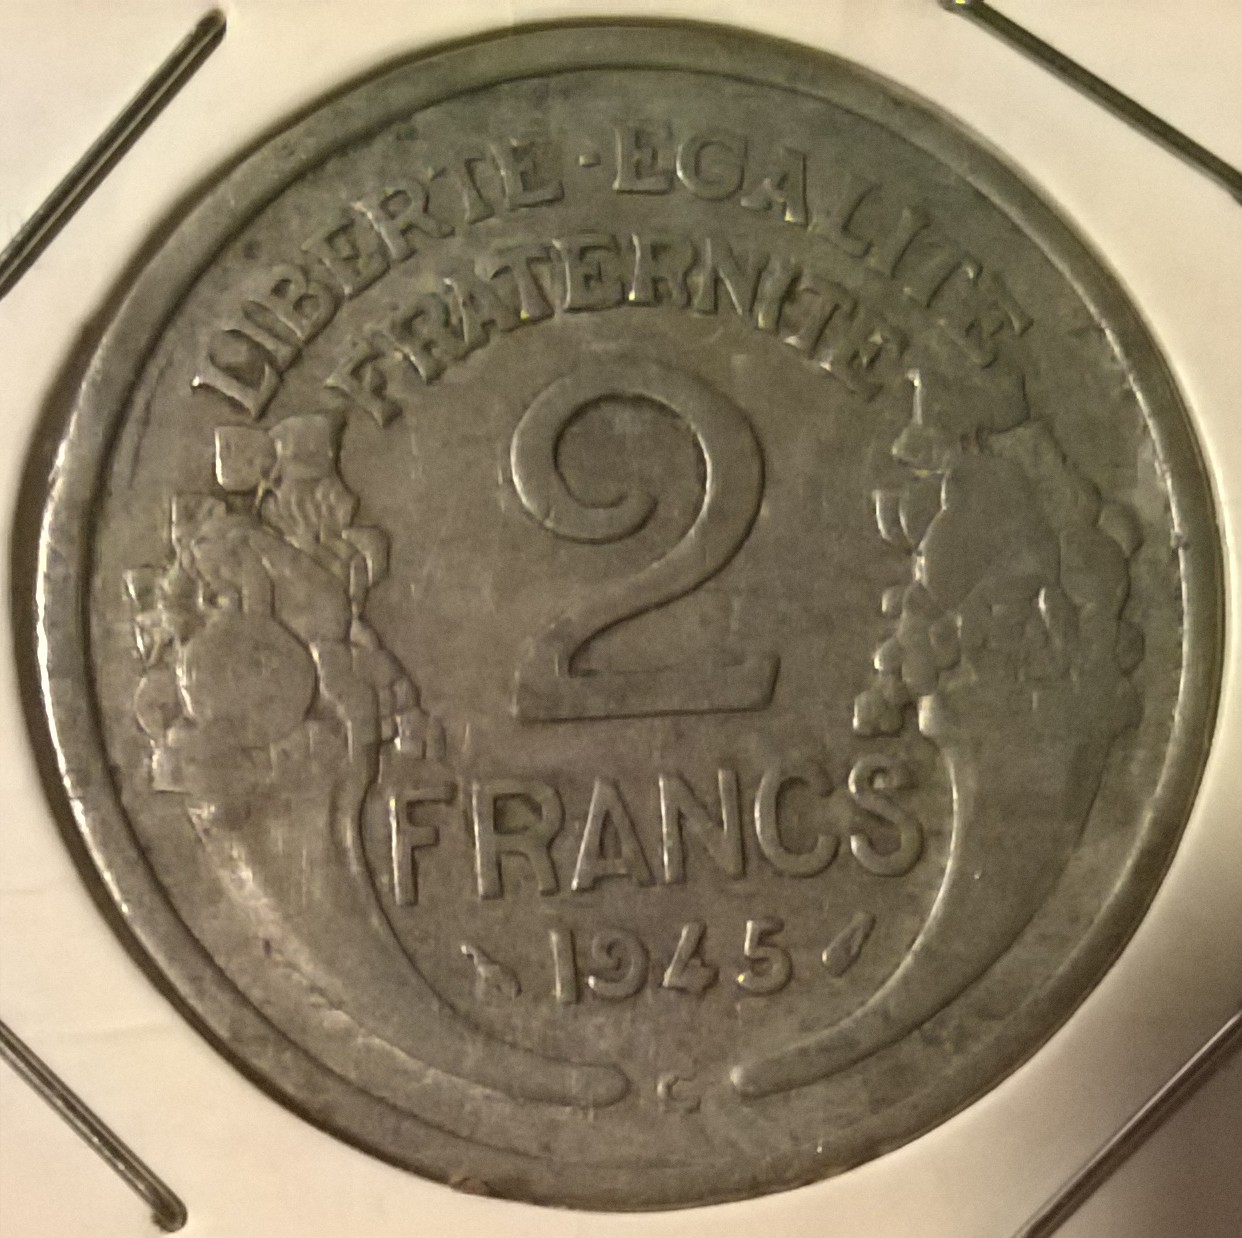 LIBERTE·EGALITE
FRATERNITE
2
FRANCS
1945
C